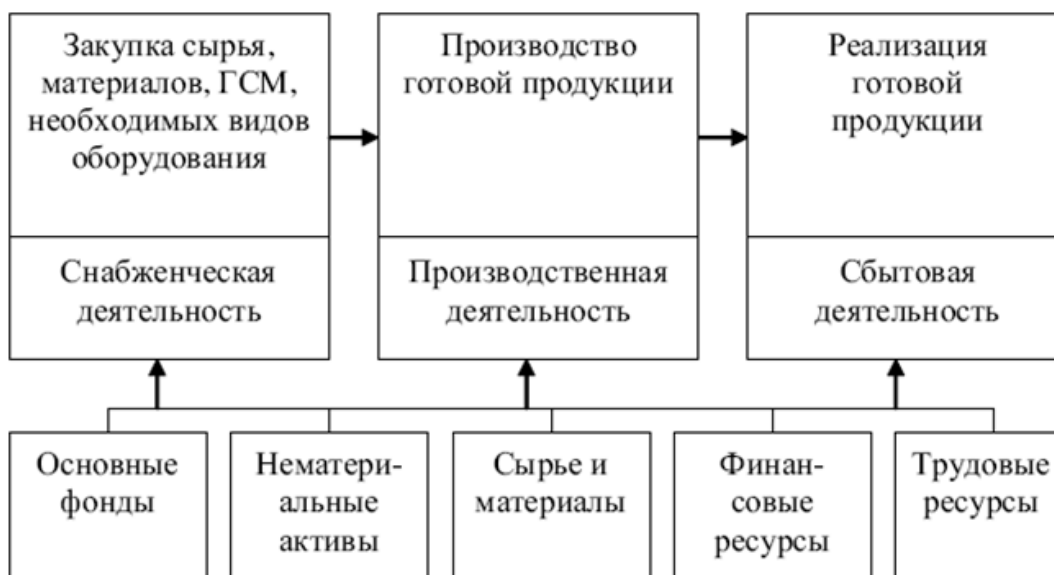 Закупка сырья,
материалов, ГСМ,
необходимых видов
оборудования
Снабженческая
деятельность
Производство
готовой продукции
Производственная
деятельность
Реализация
готовой
продукции
Сбытовая
деятельность
Основные
фонды
Нематери-
альные
активы
Сырье и
материалы
Финан-
совые
ресурсы
Трудовые
ресурсы